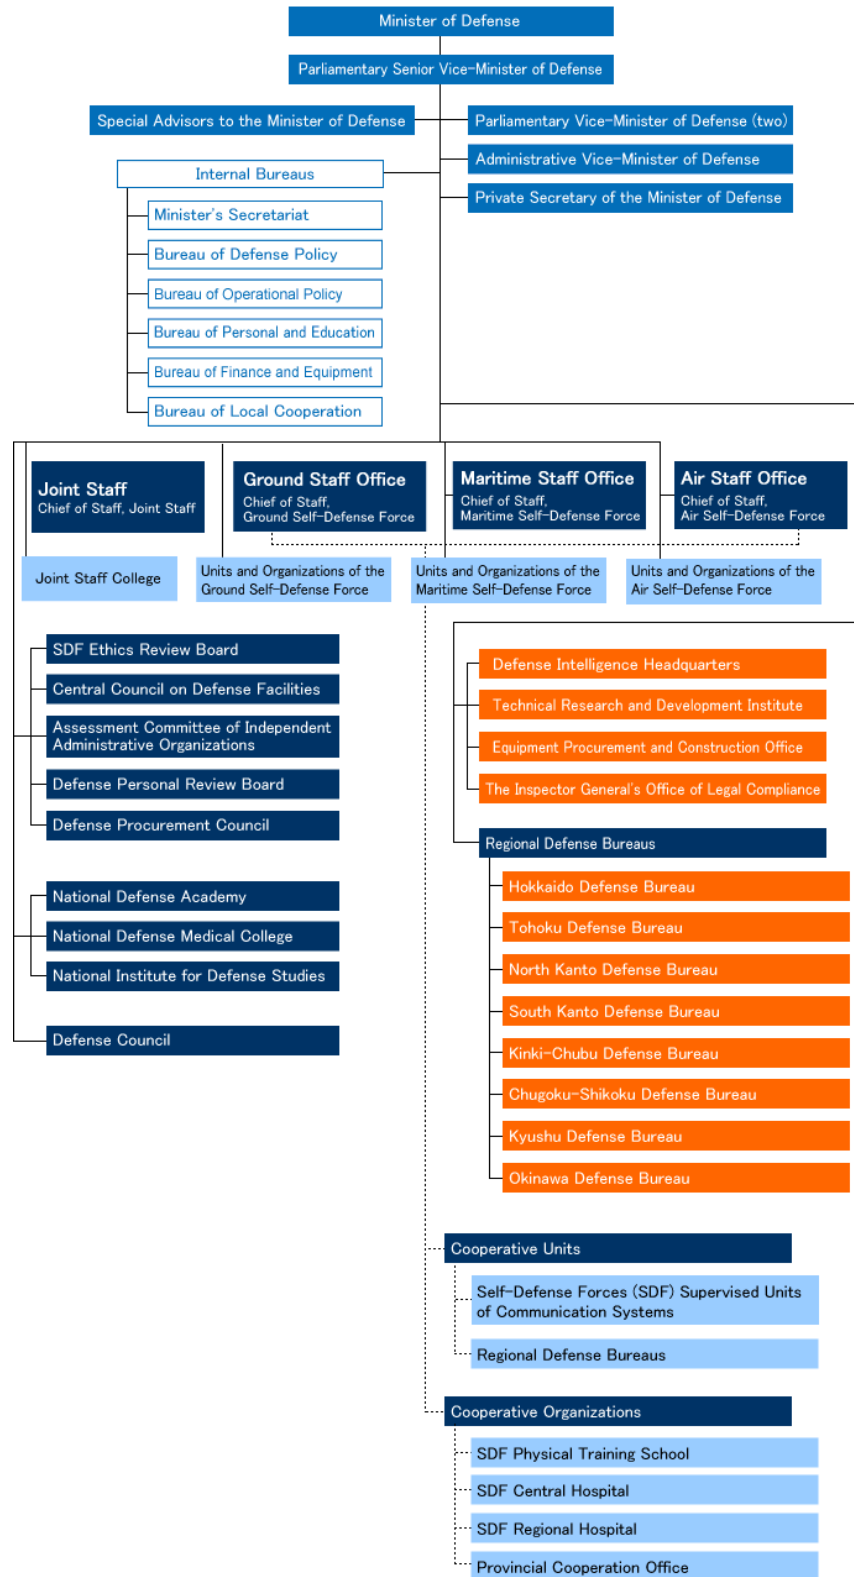 Minister of Defense
Parliamentary Senior Vice-Minister of Defense
Special Advisors to the Minister of Defense
Parliamentary Vice-Minister of Defense (two)
Administrative Vice-Minister of Defense
Private Secretary of the Minister of Defense
Internal Bureaus
Minister's Secretariat
Bureau of Defense Policy
Bureau of Operational Policy
Bureau of Personal and Education
Bureau of Finance and Equipment
Bureau of Local Cooperation
Joint Staff
Chief of Staff, Joint Staff
Ground Staff Office
Chief of Staff,
Ground Self-Defense Force
Maritime Staff Office
Chief of Staff,
Maritime Self-Defense Force
Air Staff Office
Chief of Staff,
Air Self-Defense Force
Joint Staff College
Units and Organizations of the
Ground Self-Defense Force
Units and Organizations of the
Maritime Self-Defense Force
Units and Organizations of the
Air Self-Defense Force
SDF Ethics Review Board
Central Council on Defense Facilities
Assessment Committee of Independent
Administrative Organizations
Defense Personal Review Board
Defense Procurement Council
National Defense Academy
National Defense Medical College
National Institute for Defense Studies
Defense Council
Defense Intelligence Headquarters
Technical Research and Development Institute
Equipment Procurement and Construction Office
The Inspector General's Office of Legal Compliance
Regional Defense Bureaus
Hokkaido Defense Bureau
Tohoku Defense Bureau
North Kanto Defense Bureau
South Kanto Defense Bureau
Kinki-Chubu Defense Bureau
Chugoku-Shikoku Defense Bureau
Kyushu Defense Bureau
Okinawa Defense Bureau
Cooperative Units
Self-Defense Forces (SDF) Supervised Units
of Communication Systems
Regional Defense Bureaus
Cooperative Organizations
SDF Physical Training School
SDF Central Hospital
SDF Regional Hospital
Provincial Cooperation Office